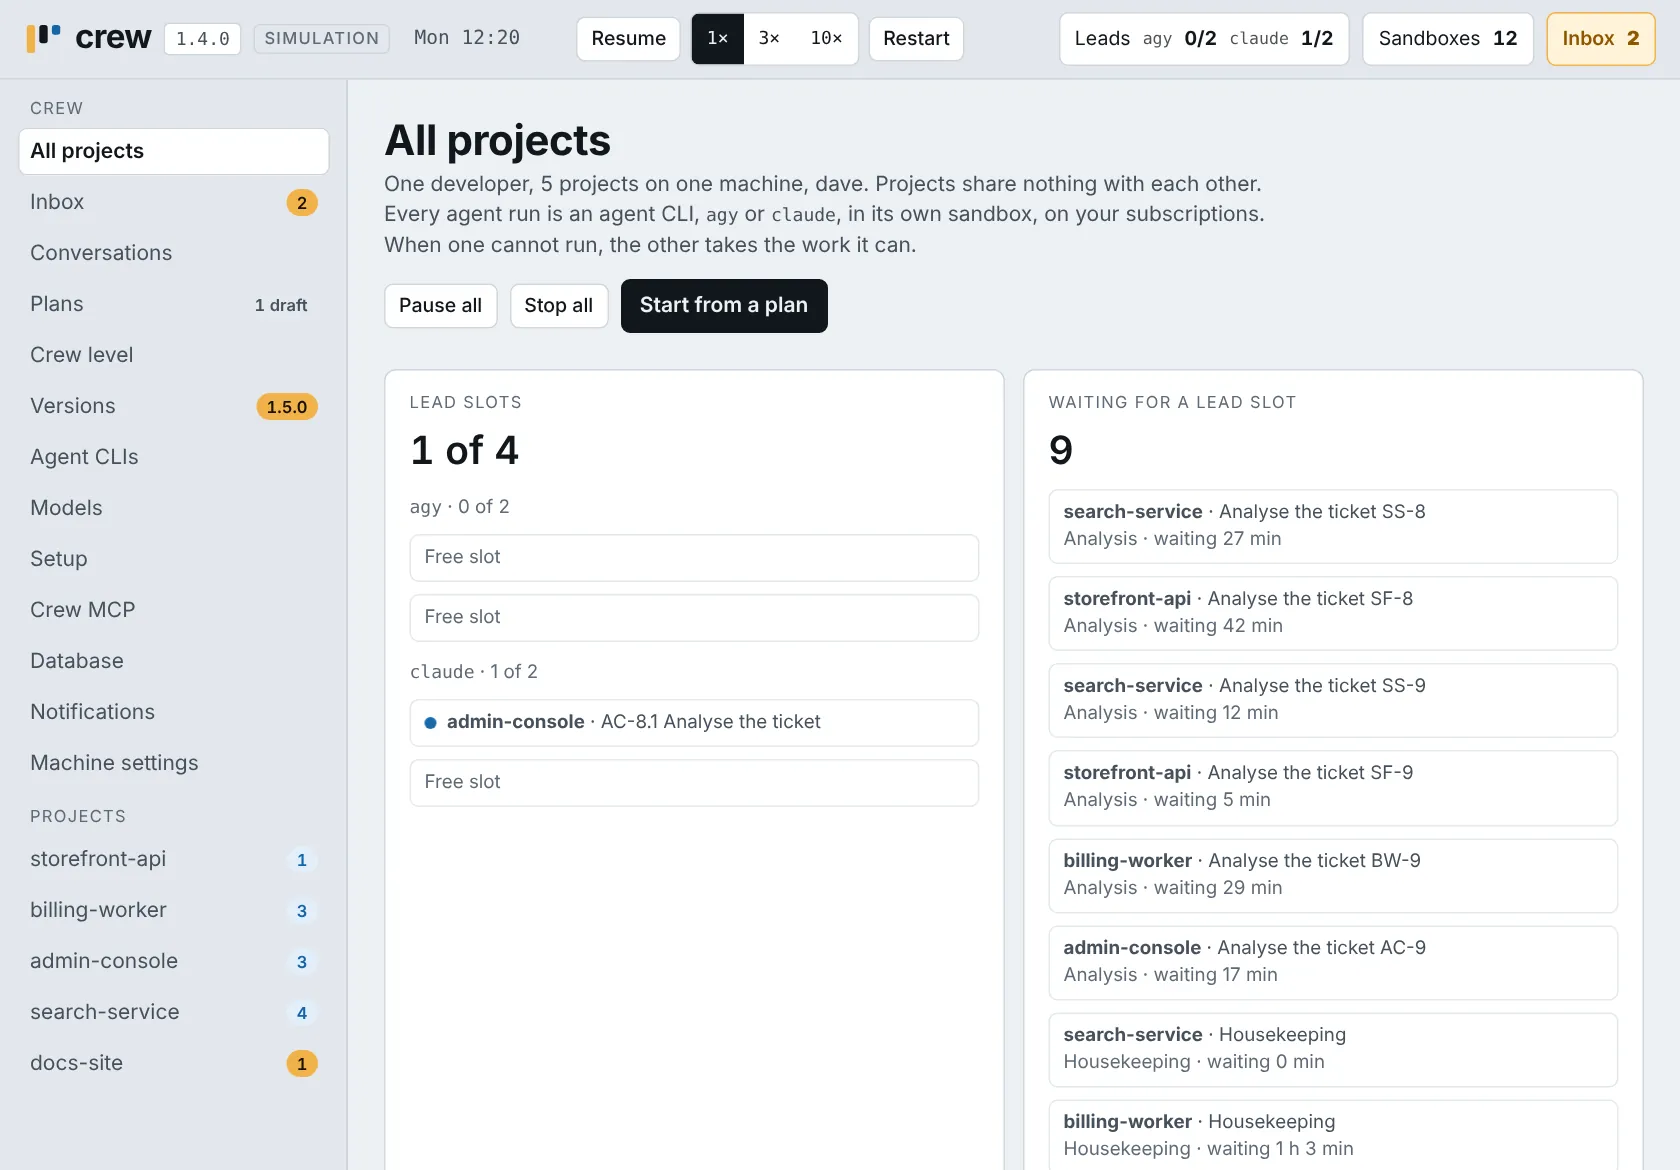 crew 1.4.0 SIMULATION Mon 12:20 Resume 1× 3× 10× Restart Leads agy 0/2 claude 1/2 Sandboxes 12 Inbox 2
CREW
All projects
Inbox 2
Conversations
Plans 1 draft
Crew level
Versions 1.5.0
Agent CLIs
Models
Setup
Crew MCP
Database
Notifications
Machine settings
PROJECTS
storefront-api 1
billing-worker 3
admin-console 3
search-service 4
docs-site 1
All projects
One developer, 5 projects on one machine, dave. Projects share nothing with each other.
Every agent run is an agent CLI, agy or claude, in its own sandbox, on your subscriptions.
When one cannot run, the other takes the work it can.
Pause all Stop all Start from a plan
LEAD SLOTS
1 of 4
agy · 0 of 2
Free slot
Free slot
claude · 1 of 2
admin-console · AC-8.1 Analyse the ticket
Free slot
WAITING FOR A LEAD SLOT
9
search-service · Analyse the ticket SS-8
Analysis · waiting 27 min
storefront-api · Analyse the ticket SF-8
Analysis · waiting 42 min
search-service · Analyse the ticket SS-9
Analysis · waiting 12 min
storefront-api · Analyse the ticket SF-9
Analysis · waiting 5 min
billing-worker · Analyse the ticket BW-9
Analysis · waiting 29 min
admin-console · Analyse the ticket AC-9
Analysis · waiting 17 min
search-service · Housekeeping
Housekeeping · waiting 0 min
billing-worker · Housekeeping
Housekeeping · waiting 1 h 3 min